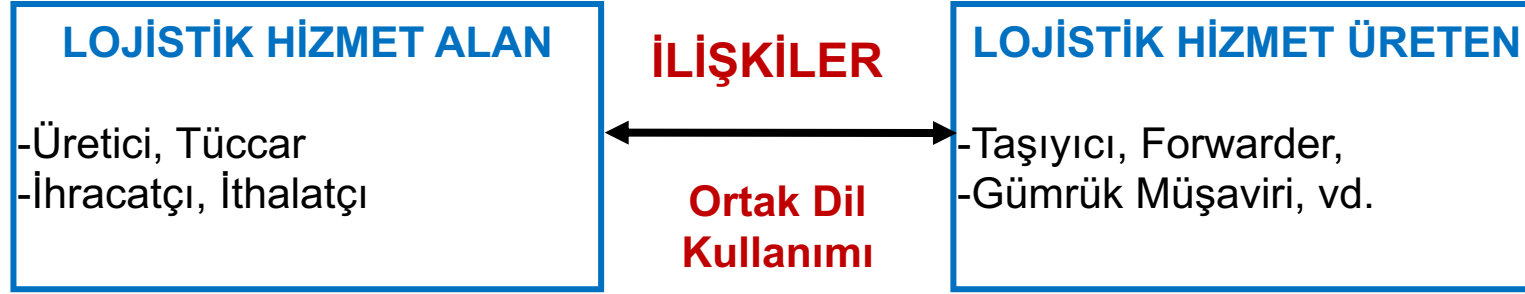 LOJİSTİK HİZMET ALAN
-Üretici, Tüccar
-İhracatçı, İthalatçı
İLİŞKİLER
Ortak Dil
Kullanımı
LOJİSTİK HİZMET ÜRETEN
-Taşıyıcı, Forwarder,
-Gümrük Müşaviri, vd.